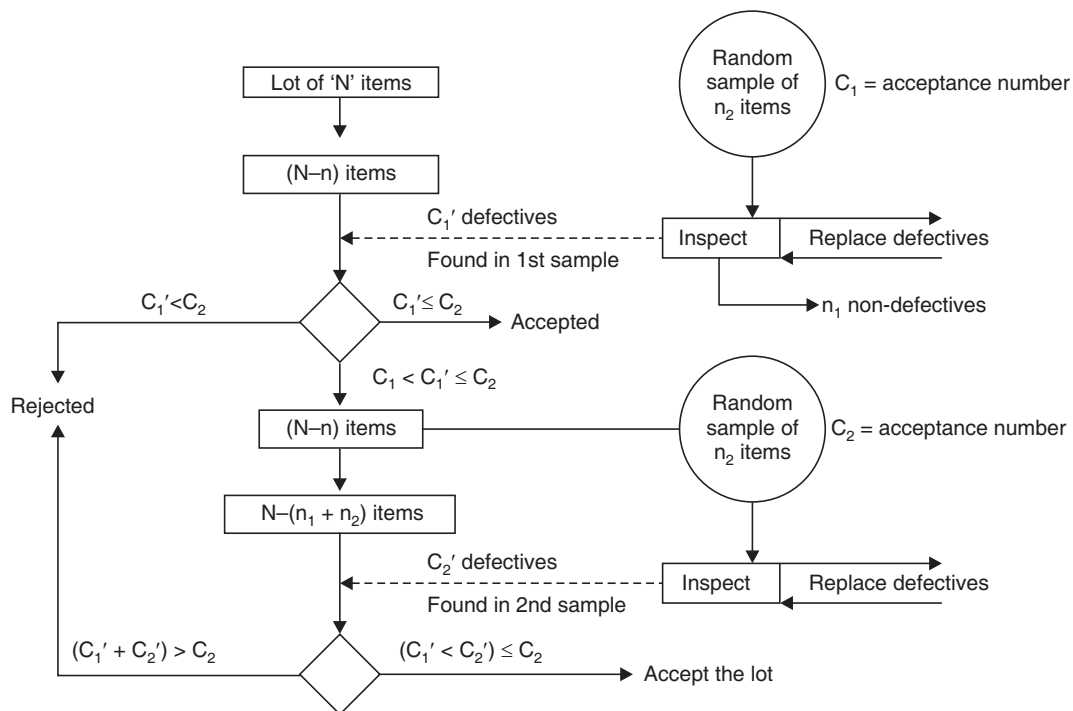 Lot of ‘N’ items
Random
sample of
n₂ items
C₁ = acceptance number
(N–n) items
C₁′ defectives
Found in 1st sample
Inspect
Replace defectives
n₁ non-defectives
C₁′<C₂
C₁′≤ C₂
Accepted
C₁ < C₁′ ≤ C₂
Rejected
(N–n) items
Random
sample of
n₂ items
C₂ = acceptance number
N–(n₁ + n₂) items
C₂′ defectives
Found in 2nd sample
Inspect
Replace defectives
(C₁′ + C₂′) > C₂
(C₁′ < C₂′) ≤ C₂
Accept the lot